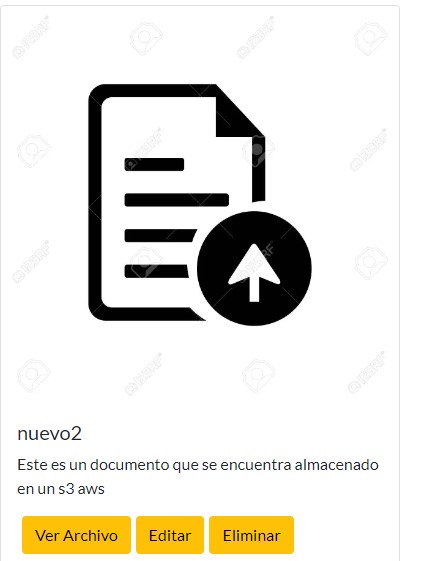 nuevo2
Este es un documento que se encuentra almacenado
en un s3 aws
Ver Archivo Editar Eliminar